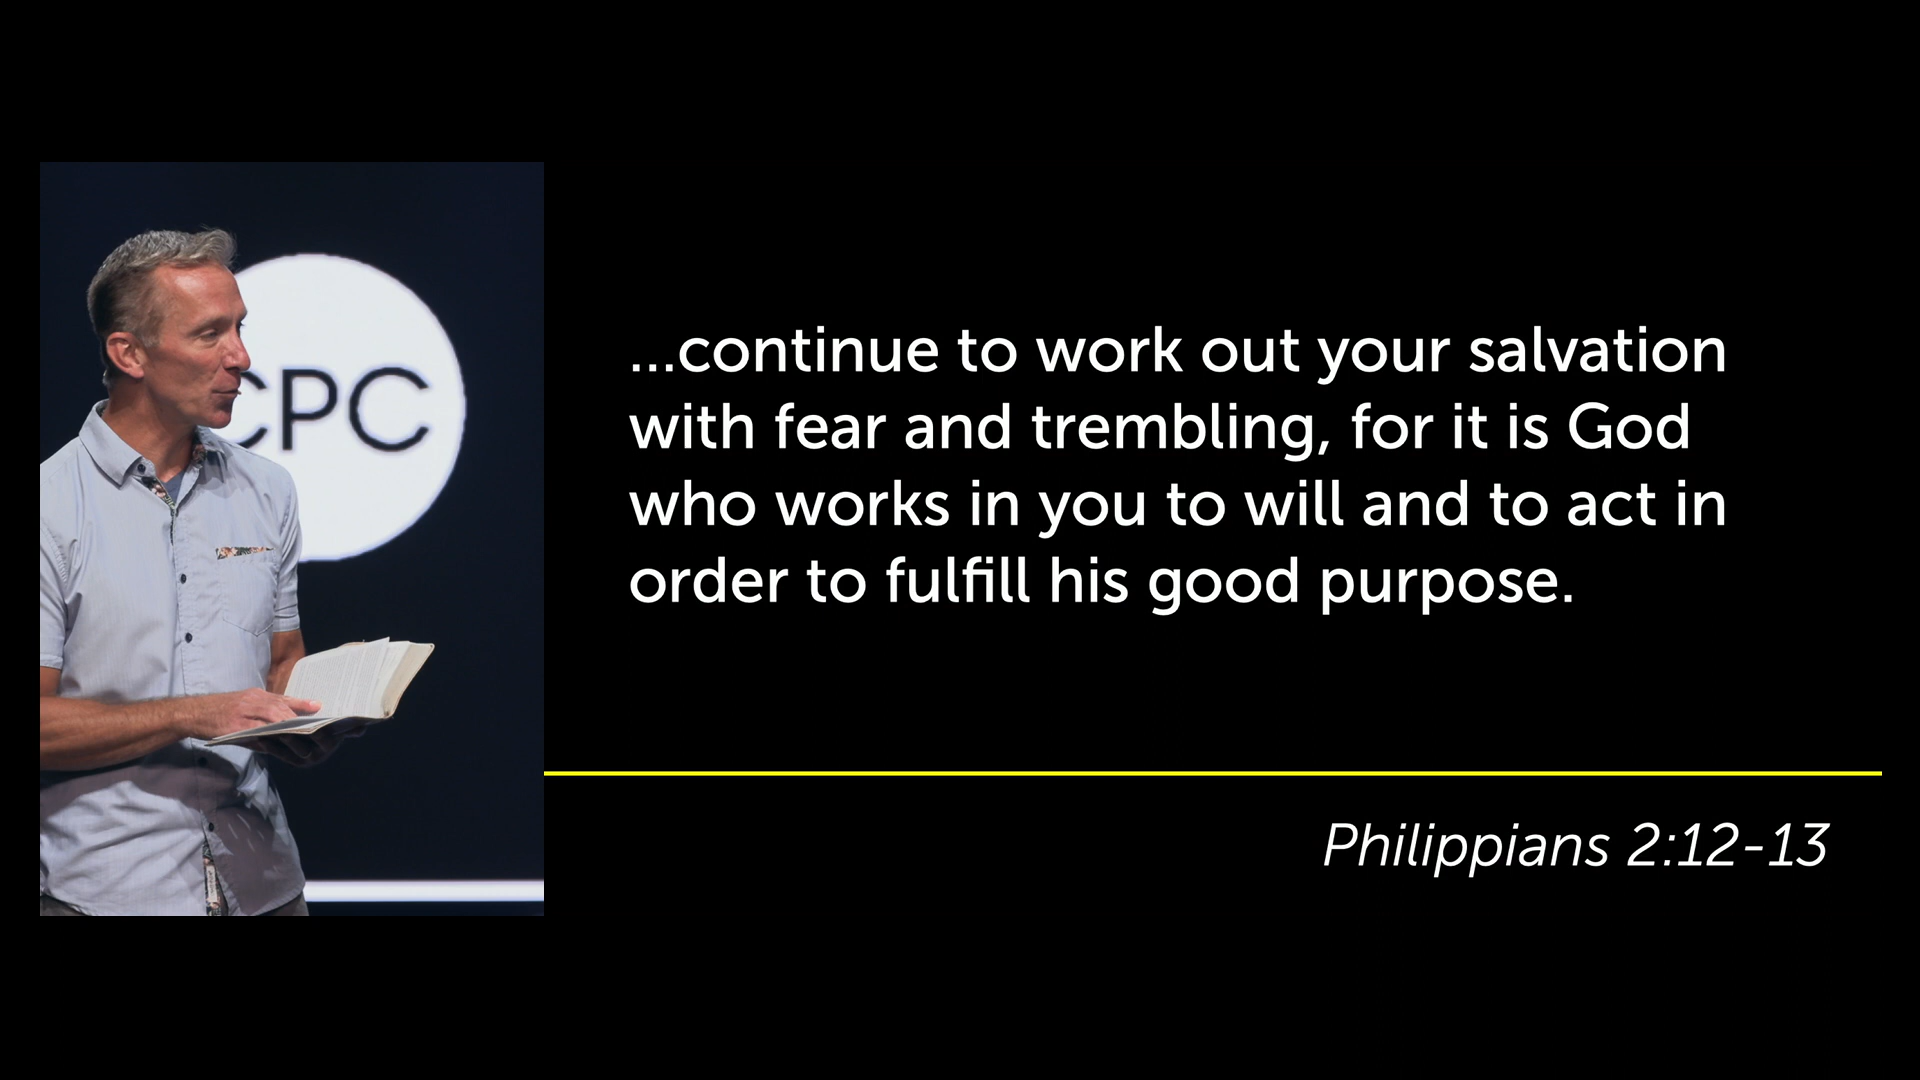 CPC
...continue to work out your salvation
with fear and trembling, for it is God
who works in you to will and to act in
order to fulfill his good purpose.
Philippians 2:12-13